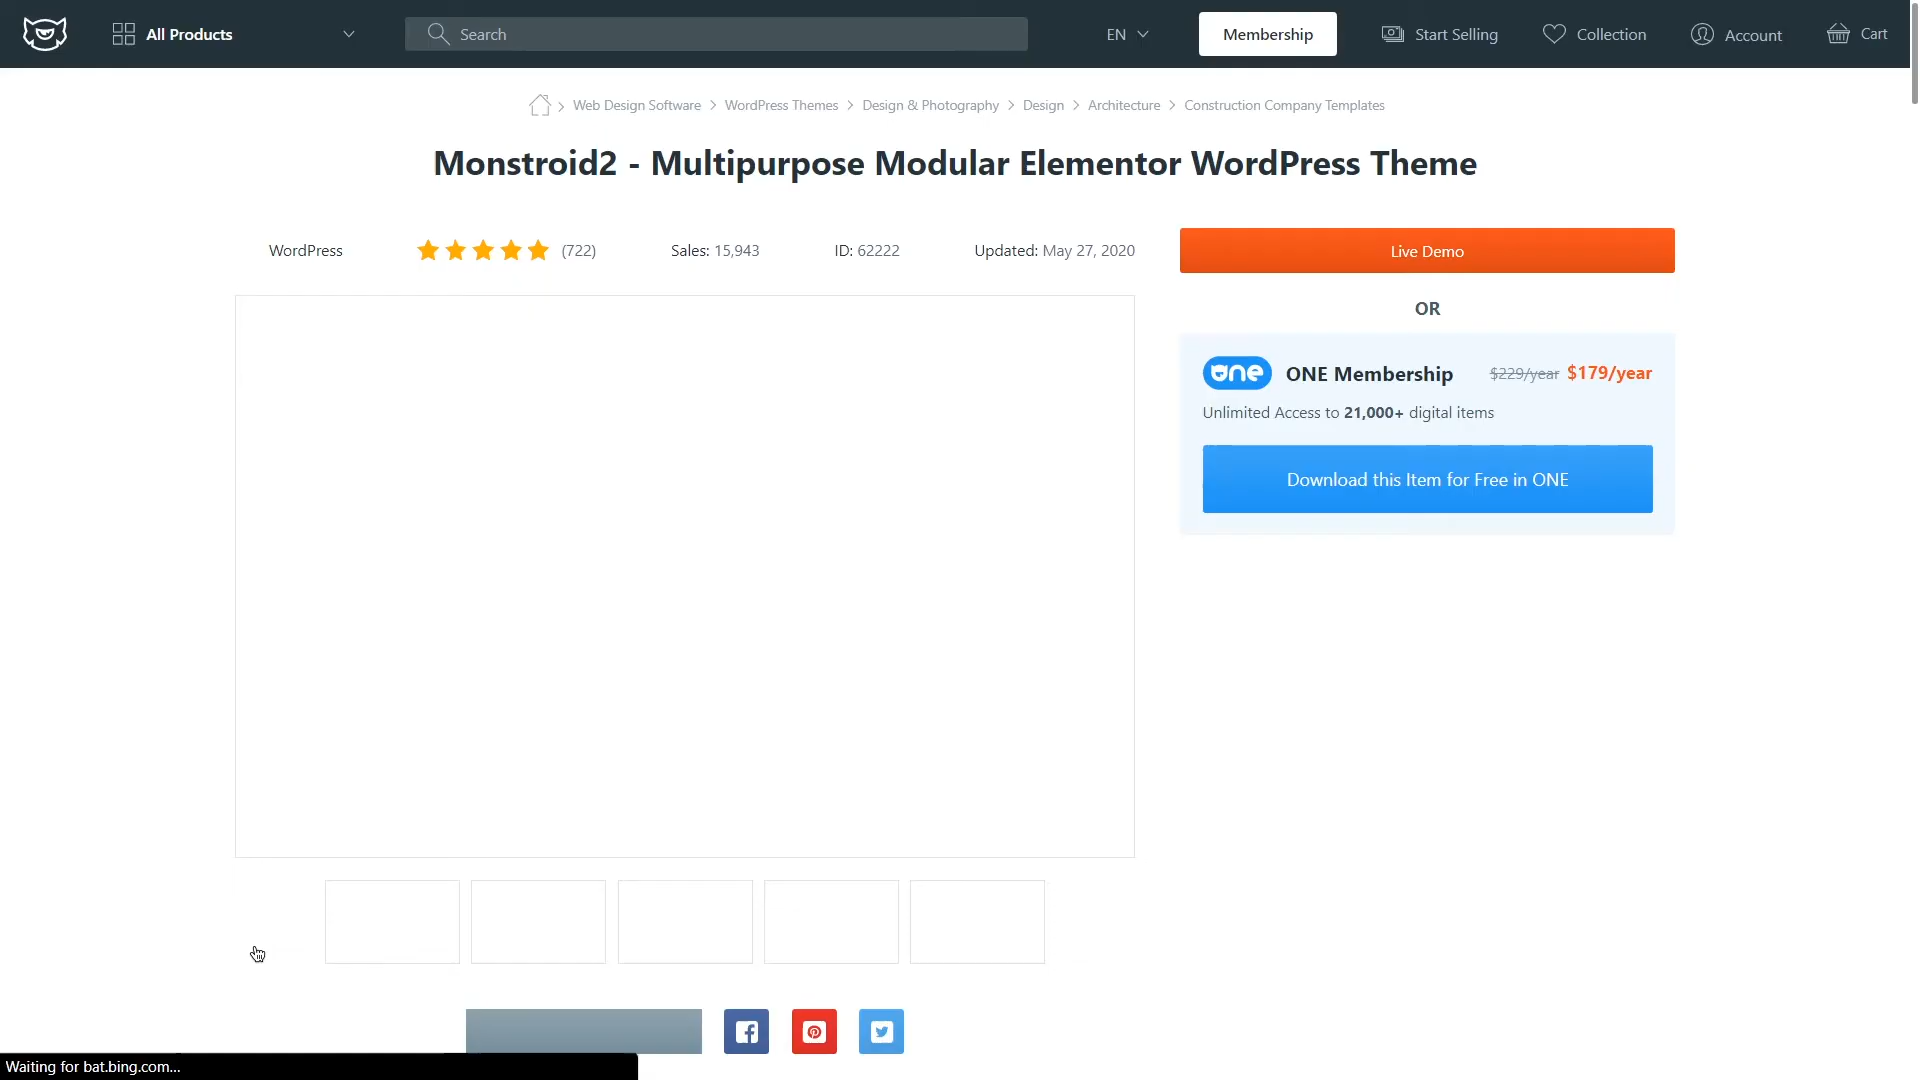 All Products
Search
EN
Membership
Start Selling
Collection
Account
Cart
Web Design Software > WordPress Themes > Design & Photography > Design > Architecture > Construction Company Templates
Monstroid2 - Multipurpose Modular Elementor WordPress Theme
WordPress
(722)
Sales: 15,943
ID: 62222
Updated: May 27, 2020
Live Demo
OR
one
ONE Membership
$229/year $179/year
Unlimited Access to 21,000+ digital items
Download this Item for Free in ONE
Waiting for bat.bing.com...